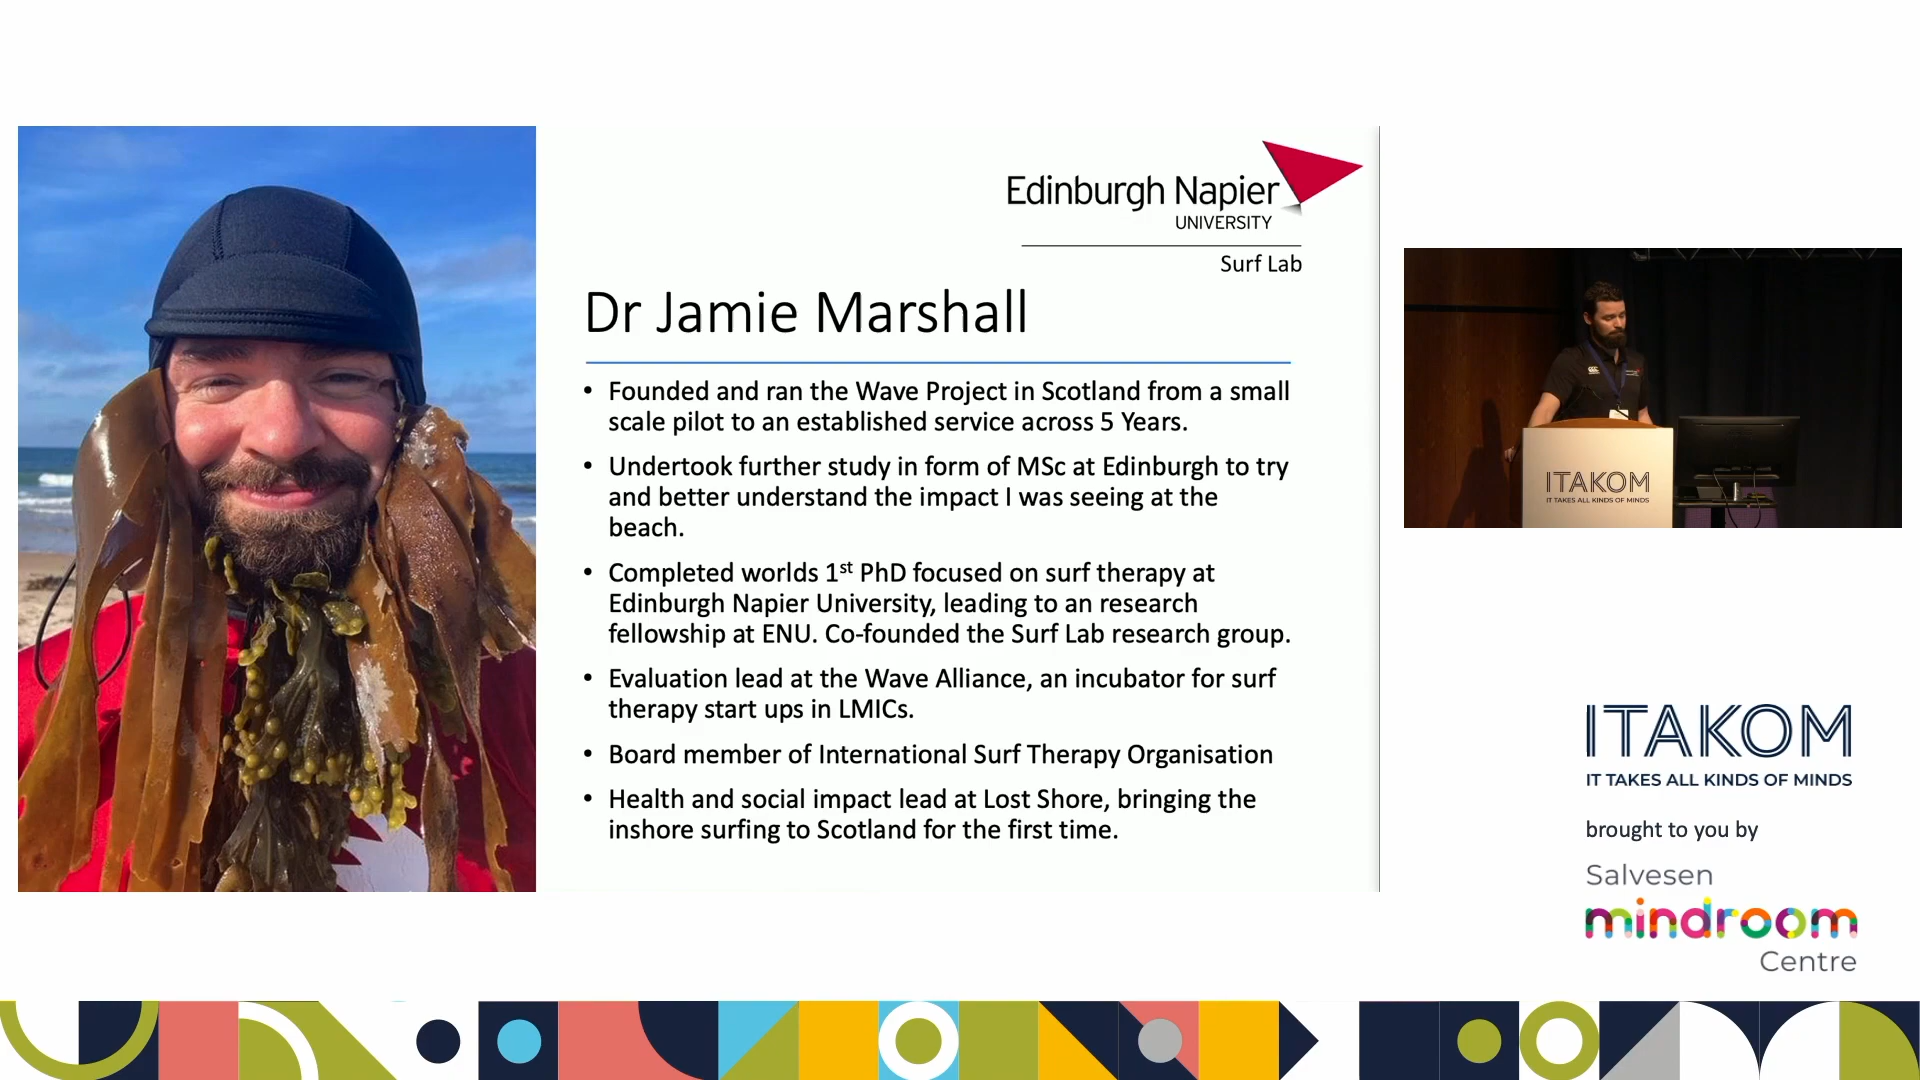 Edinburgh Napier
UNIVERSITY
Surf Lab
Dr Jamie Marshall
• Founded and ran the Wave Project in Scotland from a small
scale pilot to an established service across 5 Years.
• Undertook further study in form of MSc at Edinburgh to try
and better understand the impact I was seeing at the
beach.
• Completed worlds 1st PhD focused on surf therapy at
Edinburgh Napier University, leading to an research
fellowship at ENU. Co-founded the Surf Lab research group.
• Evaluation lead at the Wave Alliance, an incubator for surf
therapy start ups in LMICs.
• Board member of International Surf Therapy Organisation
• Health and social impact lead at Lost Shore, bringing the
inshore surfing to Scotland for the first time.
ITAKOM
IT TAKES ALL KINDS OF MINDS
ITAKOM
IT TAKES ALL KINDS OF MINDS
brought to you by
Salvesen
mindroom
Centre